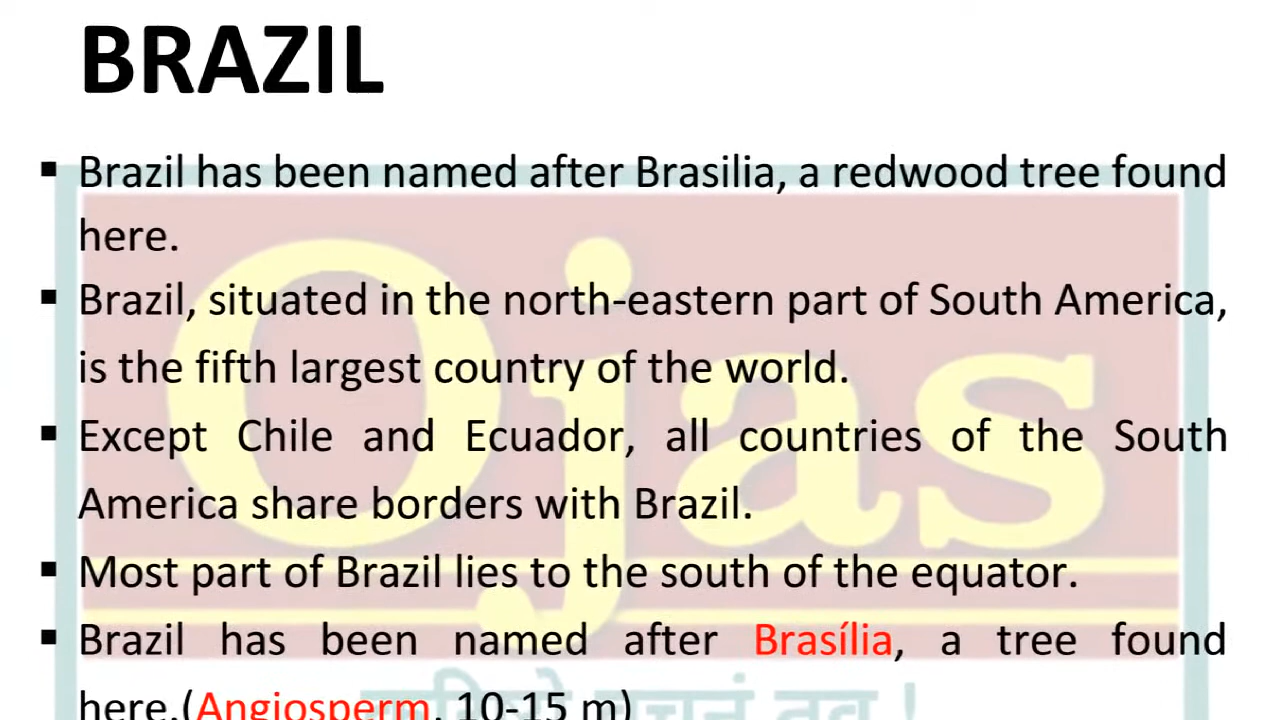 BRAZIL
▪ Brazil has been named after Brasilia, a redwood tree found
here.
▪ Brazil, situated in the north-eastern part of South America,
is the fifth largest country of the world.
▪ Except Chile and Ecuador, all countries of the South
America share borders with Brazil.
▪ Most part of Brazil lies to the south of the equator.
▪ Brazil has been named after Brasília, a tree found
here.(Angiosperm, 10-15 m)
Ojas